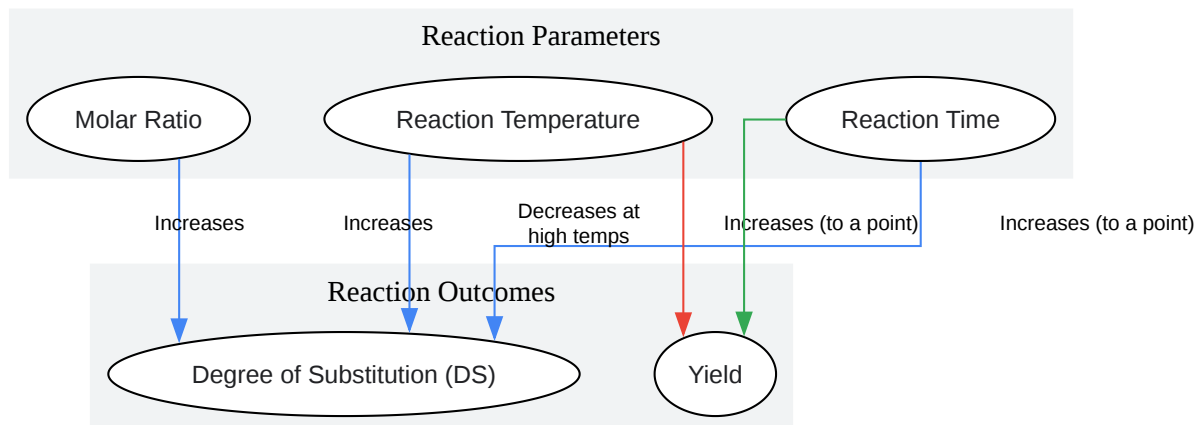 Reaction Parameters
Molar Ratio
Reaction Temperature
Reaction Time
Increases
Increases
Decreases at
high temps
Increases (to a point)
Increases (to a point)
Reaction Outcomes
Degree of Substitution (DS)
Yield